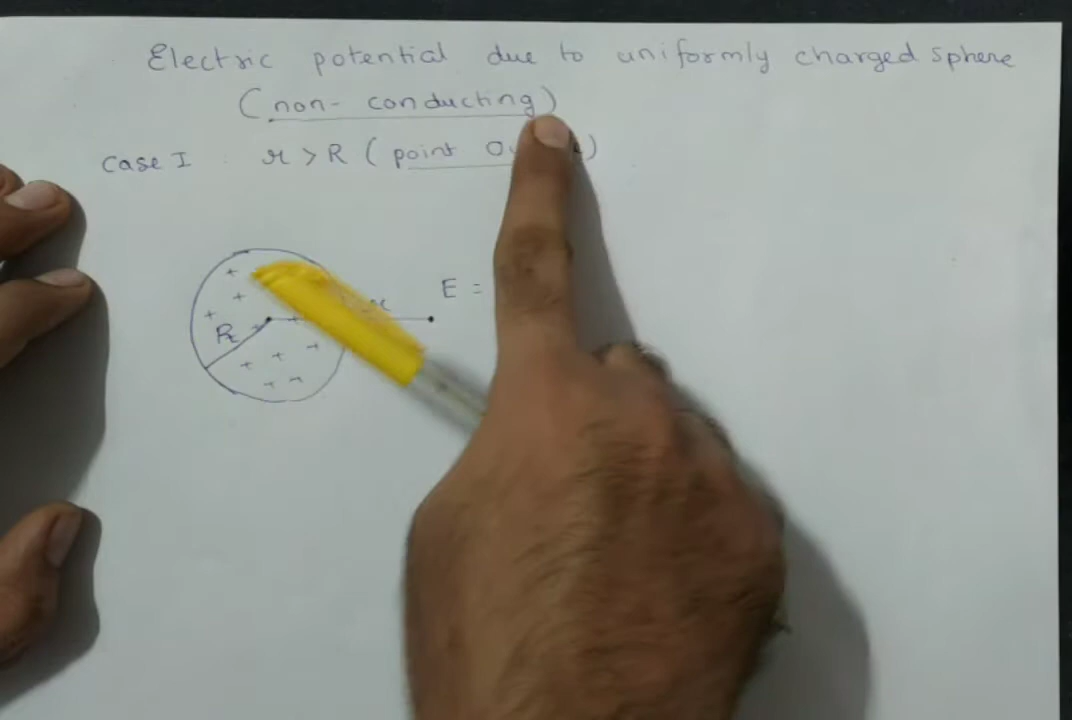 Electric potential due to uniformly charged sphere
(non-conducting)
Case I : r > R (point
R
E =